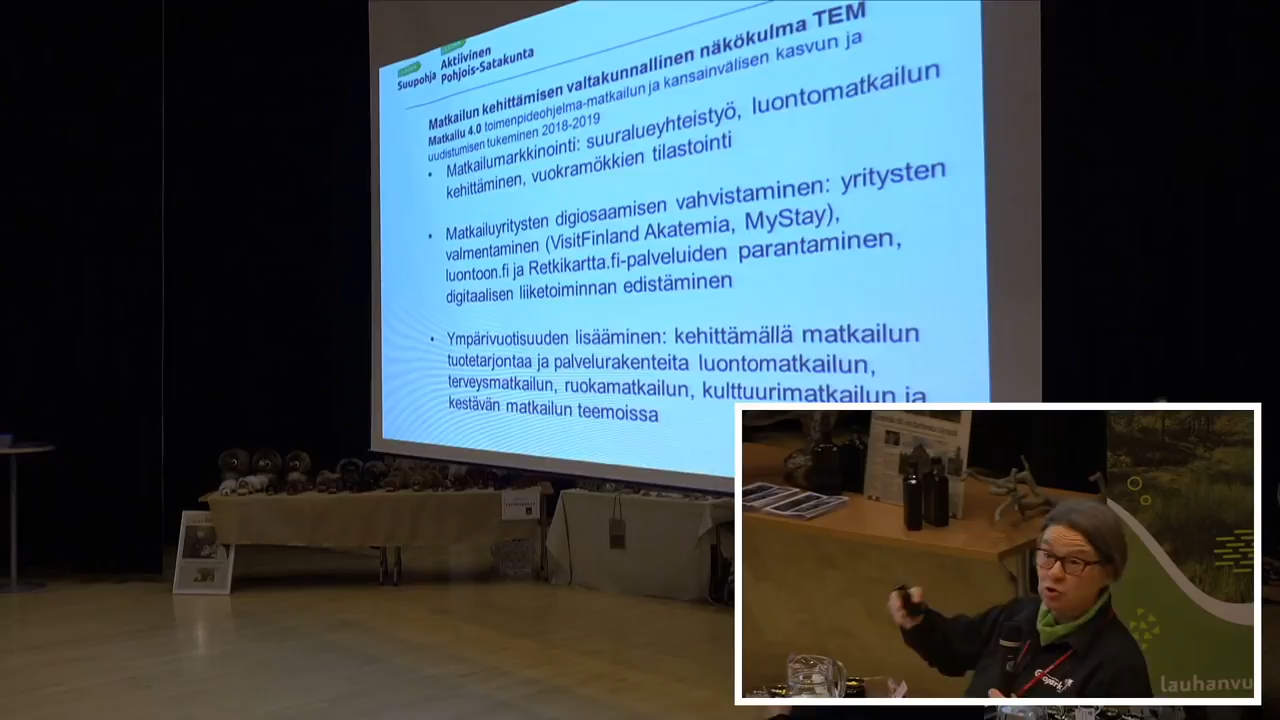 Suupohja
Aktiivinen
Pohjois-Satakunta
Matkailun kehittämisen valtakunnallinen näkökulma TEM
Matkailu 4.0 toimenpideohjelma-matkailun ja kansainvälisen kasvun ja
uudistumisen tukeminen 2018-2019
• Matkailumarkkinointi: suuralueyhteistyö, luontomatkailun
kehittäminen, vuokramökkien tilastointi
• Matkailuyritysten digiosaamisen vahvistaminen: yritysten
valmentaminen (VisitFinland Akatemia, MyStay),
luontoon.fi ja Retkikartta.fi-palveluiden parantaminen,
digitaalisen liiketoiminnan edistäminen
• Ympärivuotisuuden lisääminen: kehittämällä matkailun
tuotetarjontaa ja palvelurakenteita luontomatkailun,
terveysmatkailun, ruokamatkailun, kulttuurimatkailun ja
kestävän matkailun teemoissa
Geopark
lauhanvu